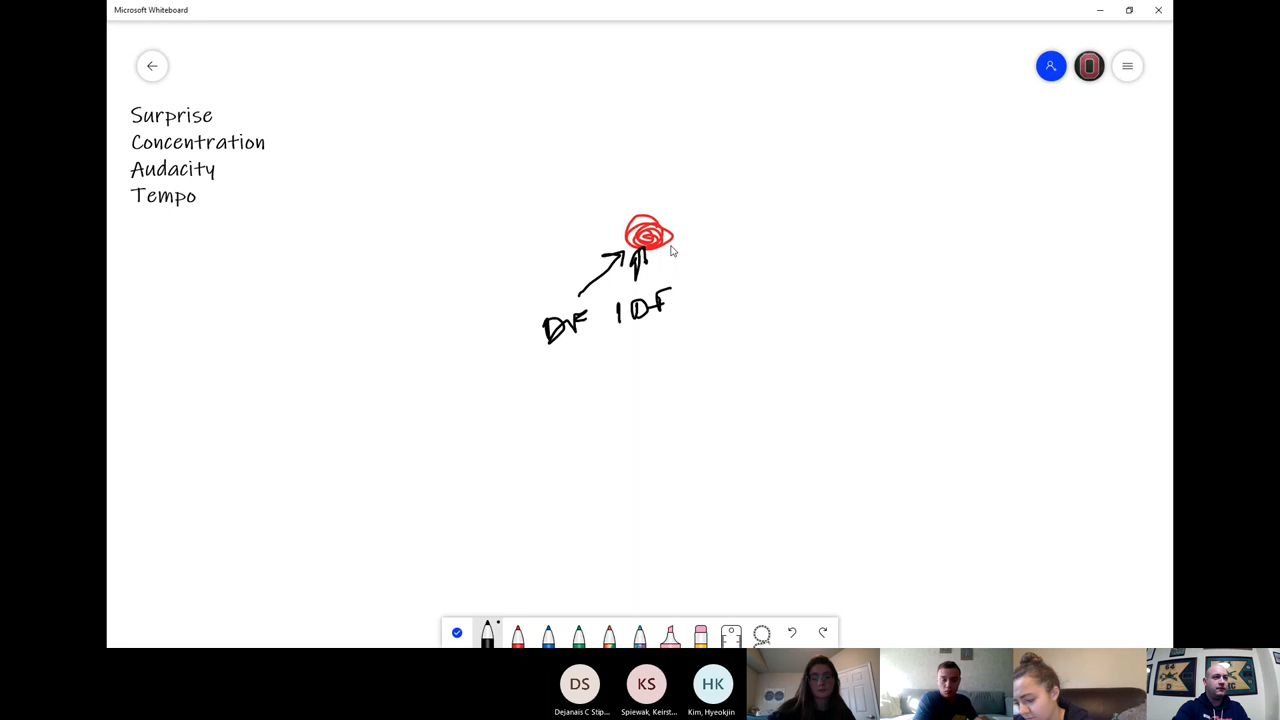 Microsoft Whiteboard
Surprise
Concentration
Audacity
Tempo
DF IDF
DS KS HK
Dejanais C Stip... Spiewak, Keirst... Kim, Hyeokjin